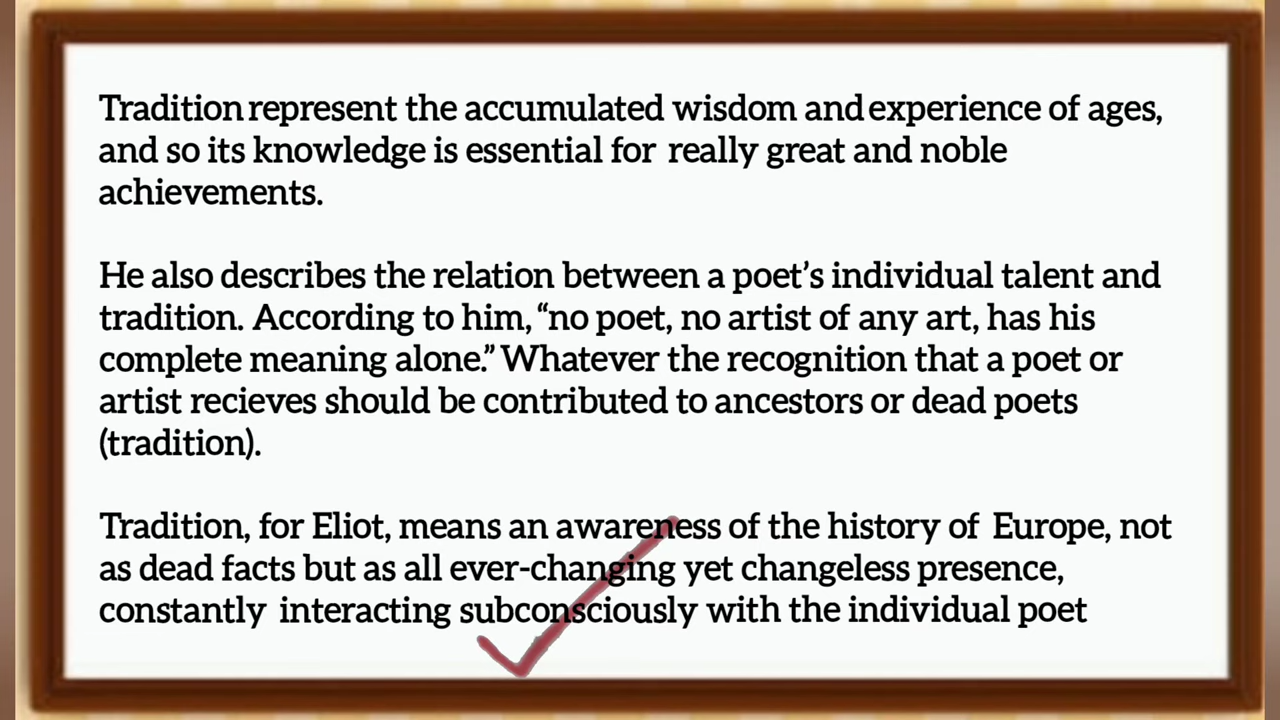 Tradition represent the accumulated wisdom and experience of ages,
and so its knowledge is essential for really great and noble
achievements.
He also describes the relation between a poet’s individual talent and
tradition. According to him, “no poet, no artist of any art, has his
complete meaning alone.” Whatever the recognition that a poet or
artist recieves should be contributed to ancestors or dead poets
(tradition).
Tradition, for Eliot, means an awareness of the history of Europe, not
as dead facts but as all ever-changing yet changeless presence,
constantly interacting subconsciously with the individual poet